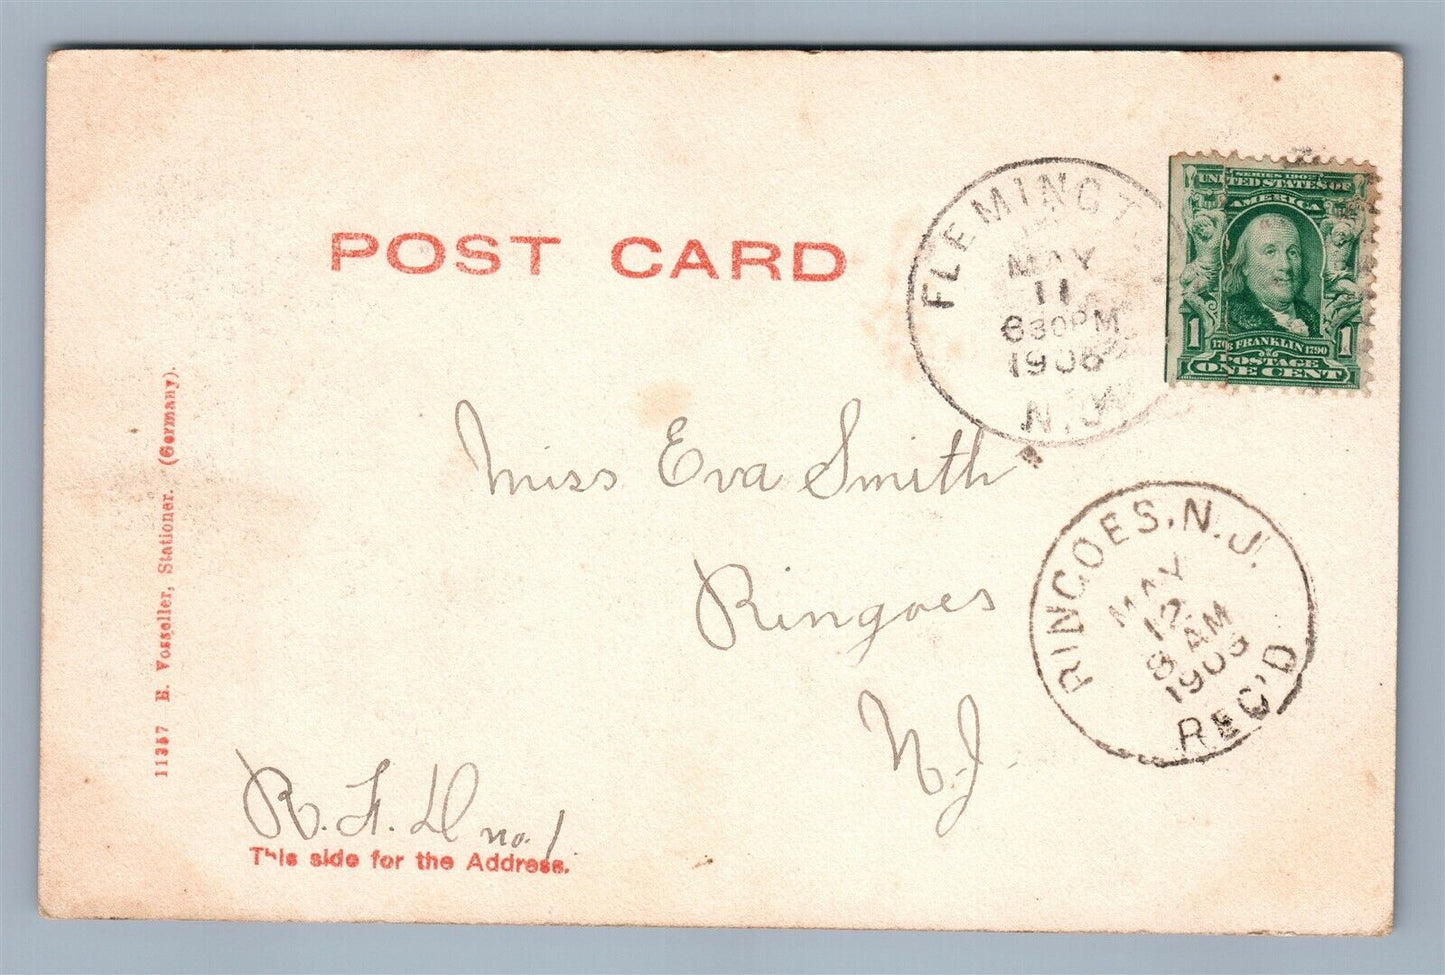 POST CARD
FLEMINGT
MAY
11
630PM
1906
N.J.
SERIES 1902
UNITED STATES OF
AMERICA
1 1706 FRANKLIN 1790 1
POSTAGE
ONE CENT
Miss Eva Smith
Ringoes
N.J.
R.F.D no. 1.
RINGOES, N.J.
MAY
12
8 AM
REC'D
11357 E. Vosseller, Stationer. (Germany).
This side for the Address.